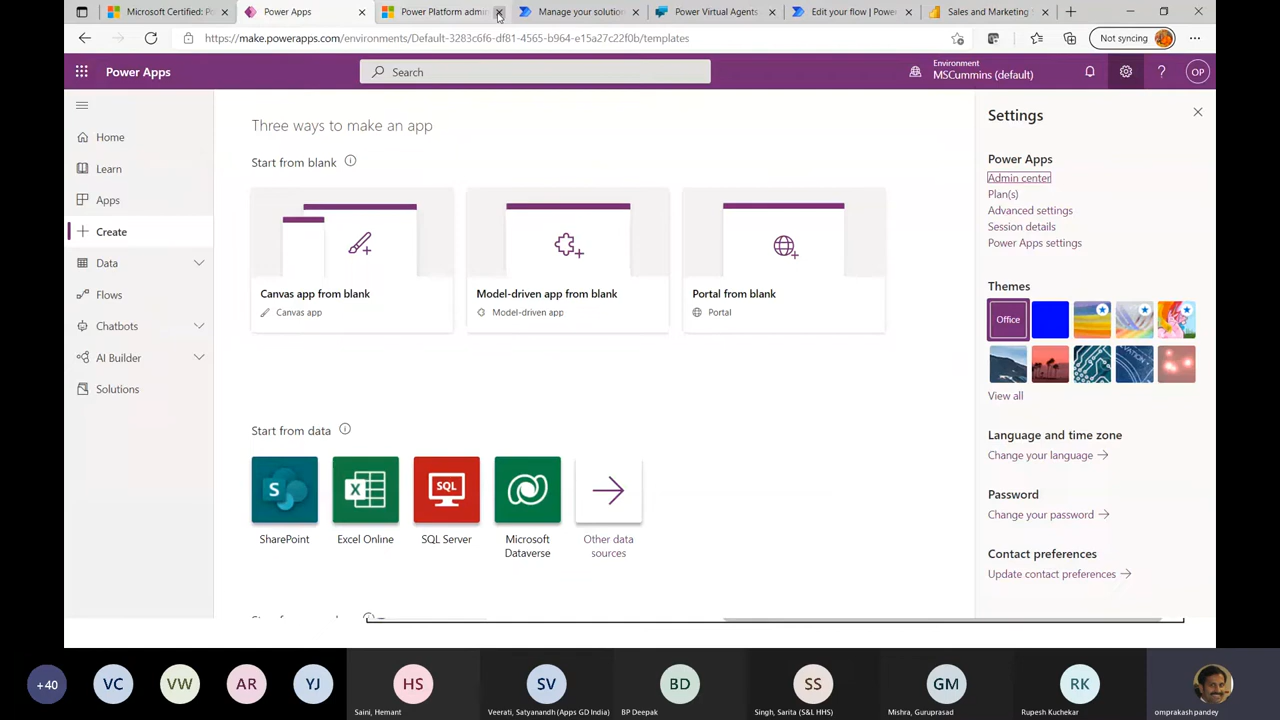 Microsoft Certified: Po
Power Apps
Power Platform admin
Manage your solution
Power Virtual Agents
Edit your flow | Power
Sales and Marketing
https://make.powerapps.com/environments/Default-3283c6f6-df81-4565-b964-e15a27c22f0b/templates
Not syncing
Power Apps
Search
Environment
MSCummins (default)
OP
Home
Learn
Apps
Create
Data
Flows
Chatbots
AI Builder
Solutions
Three ways to make an app
Start from blank
Canvas app from blank
Canvas app
Model-driven app from blank
Model-driven app
Portal from blank
Portal
Start from data
SharePoint
Excel Online
SQL
SQL Server
Microsoft
Dataverse
Other data
sources
Settings
Power Apps
Admin center
Plan(s)
Advanced settings
Session details
Power Apps settings
Themes
Office
View all
Language and time zone
Change your language
Password
Change your password
Contact preferences
Update contact preferences
+40
VC
VW
AR
YJ
HS
Saini, Hemant
SV
Veerati, Satyanandh (Apps GD India)
BD
BP Deepak
SS
Singh, Sarita (S&L HHS)
GM
Mishra, Guruprasad
RK
Rupesh Kuchekar
omprakash pandey